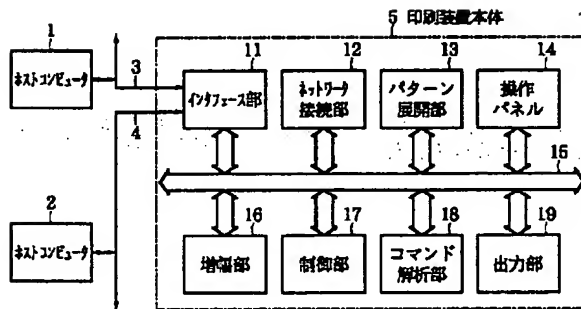 5 印刷装置本体
1
ホストコンピュータ
3
4
11
インタフェース部
12
ネットワーク
接続部
13
パターン
展開部
14
操作
パネル
15
2
ホストコンピュータ
16
増幅部
17
制御部
18
コマンド
解析部
19
出力部